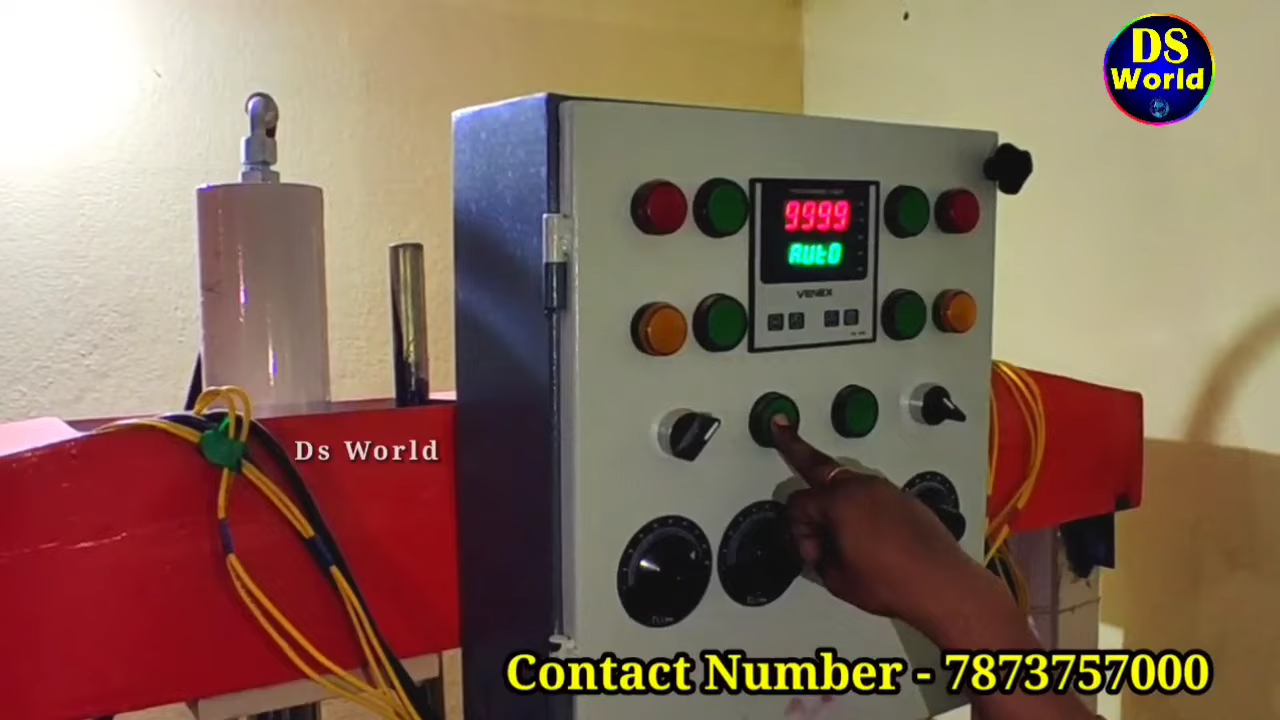 DS
World
9999
AUtO
VENEX
Ds World
Contact Number - 7873757000